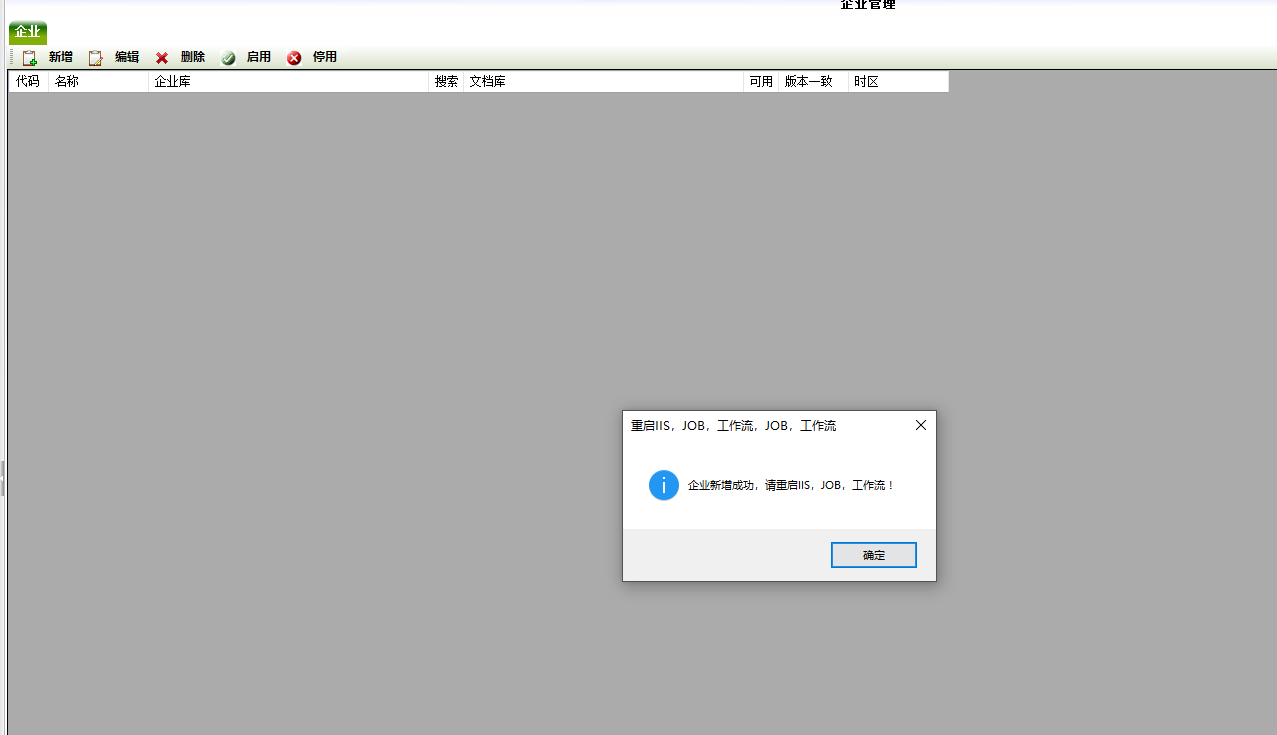 企业管理
企业
新增 编辑 删除 启用 停用
代码 名称 企业库 搜索 文档库 可用 版本一致 时区
重启IIS，JOB，工作流，JOB，工作流
企业新增成功，请重启IIS，JOB，工作流！
确定